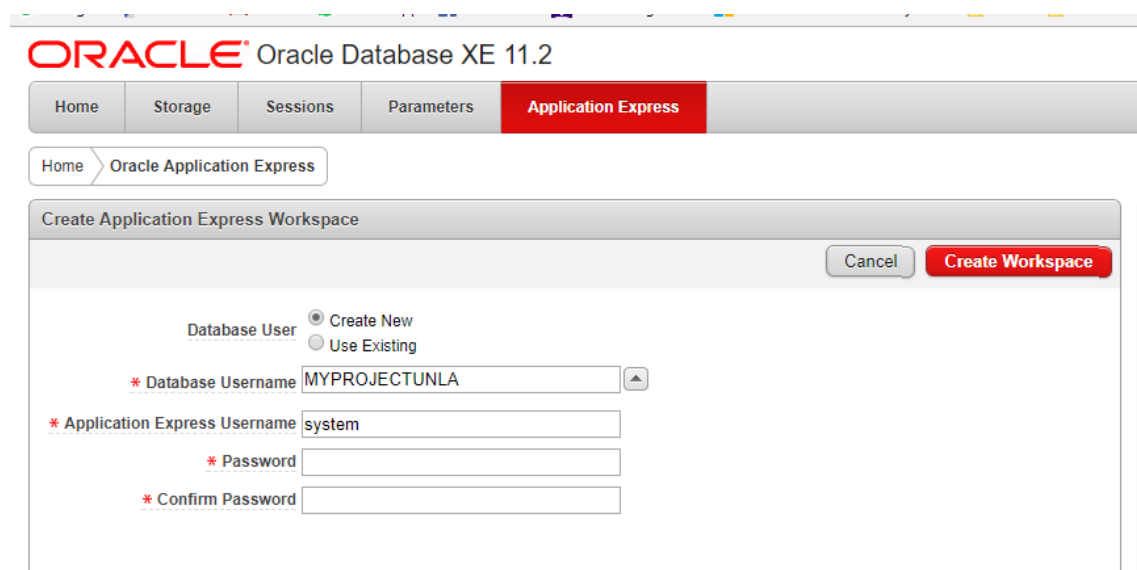 ORACLE Oracle Database XE 11.2
Home Storage Sessions Parameters Application Express
Home Oracle Application Express
Create Application Express Workspace
Cancel Create Workspace
Database User Create New
Use Existing
* Database Username MYPROJECTUNLA
* Application Express Username system
* Password
* Confirm Password